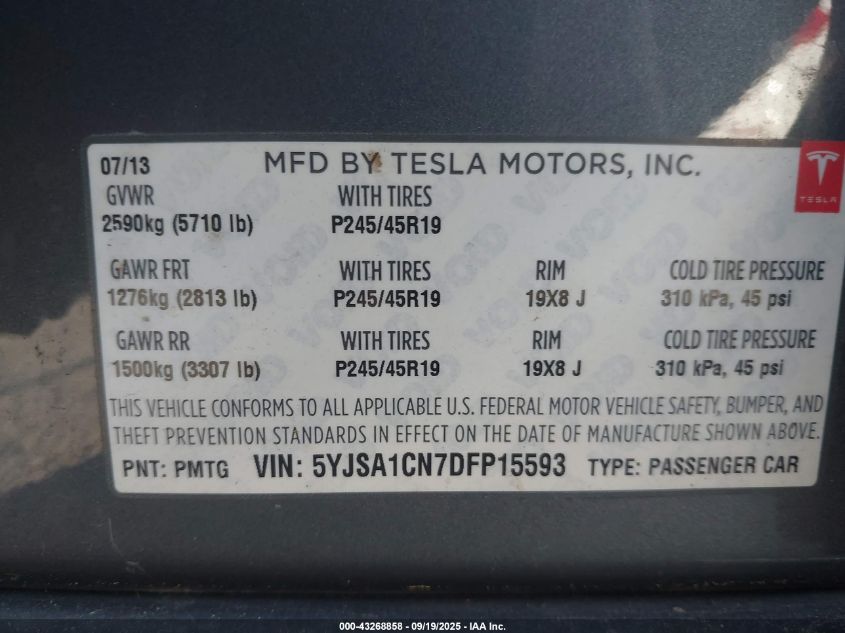 07/13 MFD BY TESLA MOTORS, INC.
TESLA
GVWR WITH TIRES
2590kg (5710 lb) P245/45R19
GAWR FRT WITH TIRES RIM COLD TIRE PRESSURE
1276kg (2813 lb) P245/45R19 19X8 J 310 kPa, 45 psi
GAWR RR WITH TIRES RIM COLD TIRE PRESSURE
1500kg (3307 lb) P245/45R19 19X8 J 310 kPa, 45 psi
THIS VEHICLE CONFORMS TO ALL APPLICABLE U.S. FEDERAL MOTOR VEHICLE SAFETY, BUMPER, AND
THEFT PREVENTION STANDARDS IN EFFECT ON THE DATE OF MANUFACTURE SHOWN ABOVE.
PNT: PMTG VIN: 5YJSA1CN7DFP15593 TYPE: PASSENGER CAR
000-43268858 - 09/19/2025 - IAA Inc.